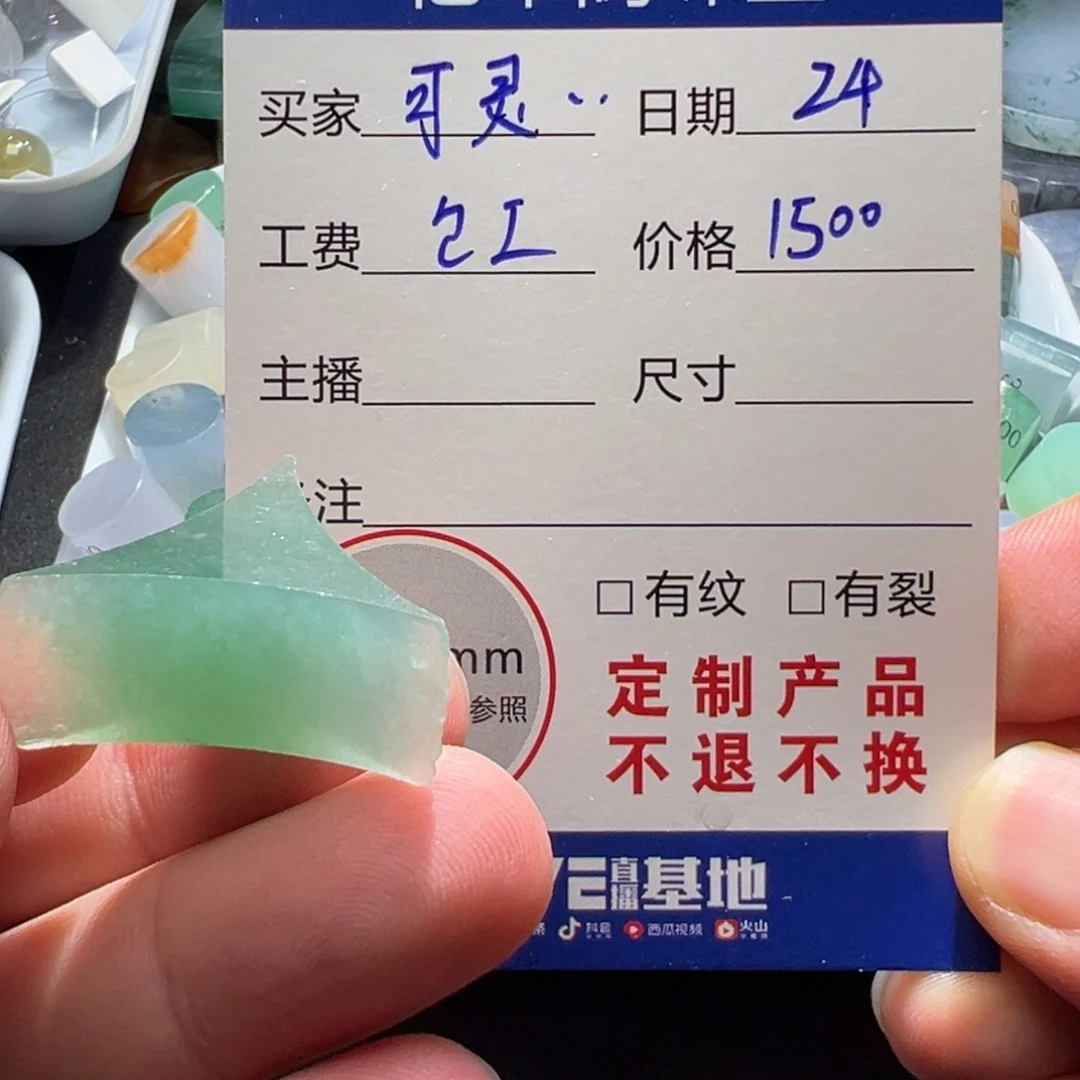 买家 可灵.. 日期 24
工费 包工 价格 1500
主播 尺寸
注
□有纹 □有裂
mm
参照
定制产品
不退不换
直播基地
西瓜视频 火山